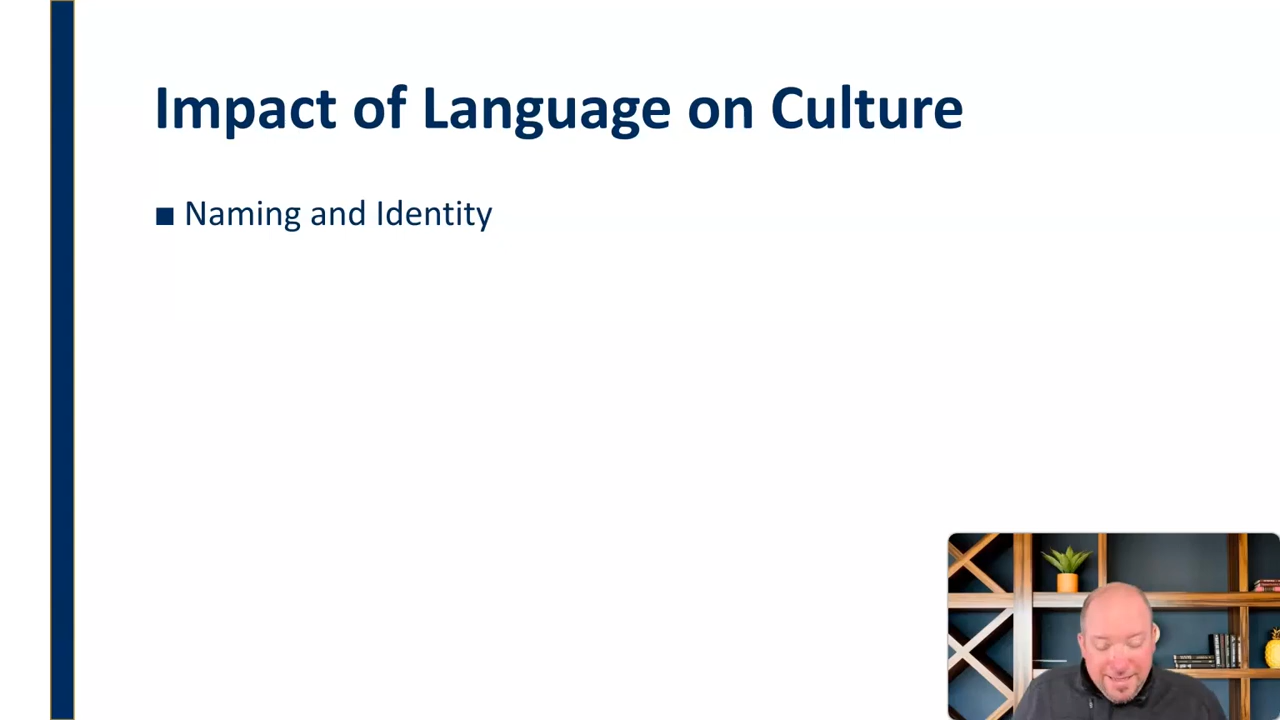 Impact of Language on Culture
■ Naming and Identity